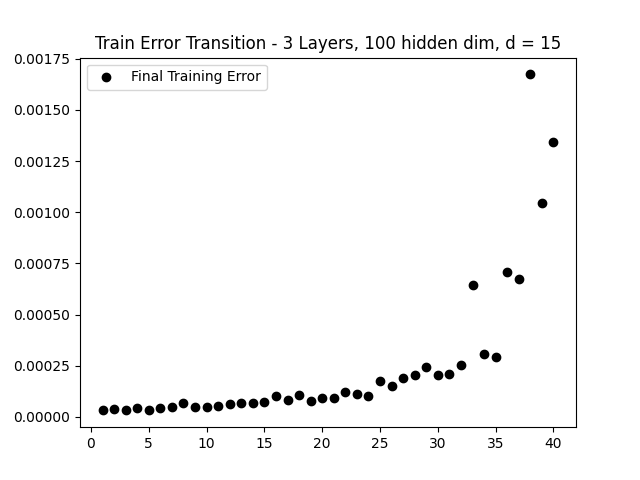 Train Error Transition - 3 Layers, 100 hidden dim, d = 15
Final Training Error
0.00175
0.00150
0.00125
0.00100
0.00075
0.00050
0.00025
0.00000
0 5 10 15 20 25 30 35 40